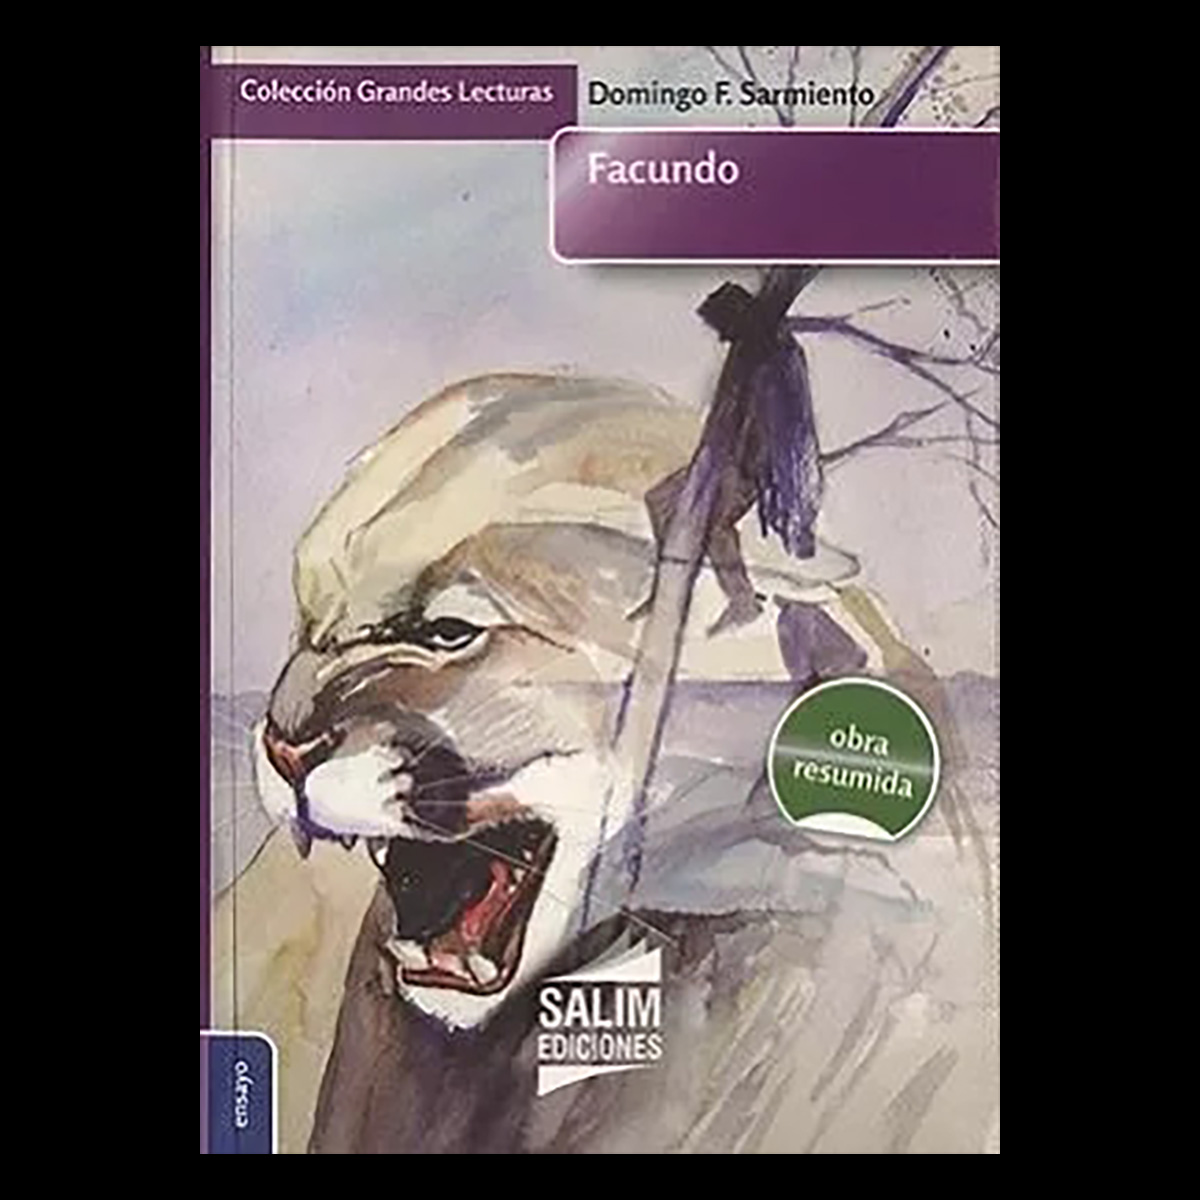 Colección Grandes Lecturas
Domingo F. Sarmiento
Facundo
obra
resumida
SALIM
EDICIONES
ensayo